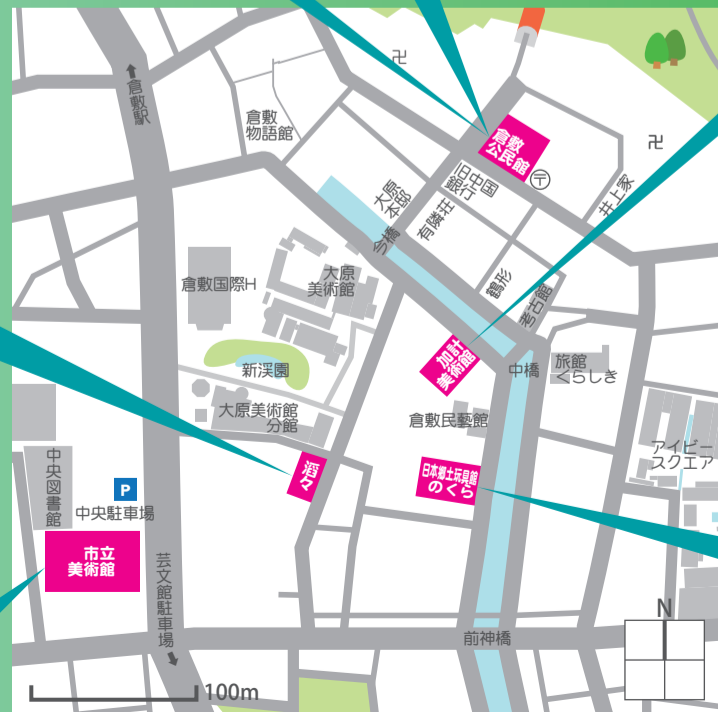 倉敷駅
倉敷
物語館
卍
倉敷
公民館
〒
卍
井上家
旧中国
銀行
大原
本邸
有隣荘
今橋
鶴形
考古館
倉敷国際H
大原
美術館
新渓園
大原美術館
分館
加計
美術館
中橋
旅館
くらしき
倉敷民藝館
アイビー
スクエア
滔々
日本郷土玩具館
のくら
中央図書館
P
中央駐車場
市立
美術館
芸文館駐車場
前神橋
N
100m